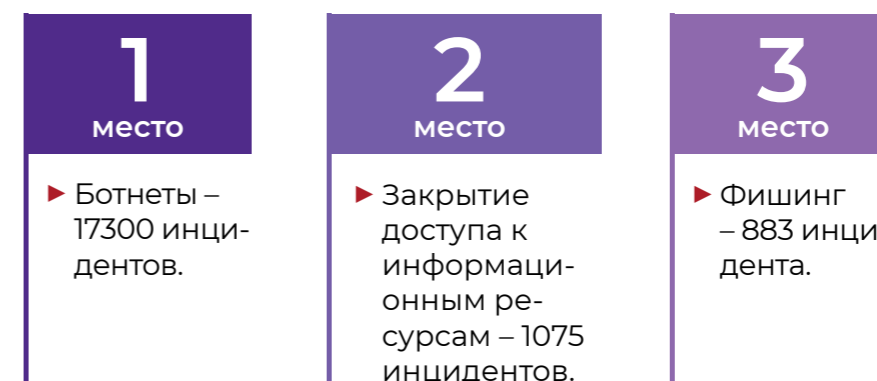 1
место
► Ботнеты –
17300 инци-
дентов.
2
место
► Закрытие
доступа к
информаци-
онным ре-
сурсам – 1075
инцидентов.
3
место
► Фишинг
– 883 инци
дента.